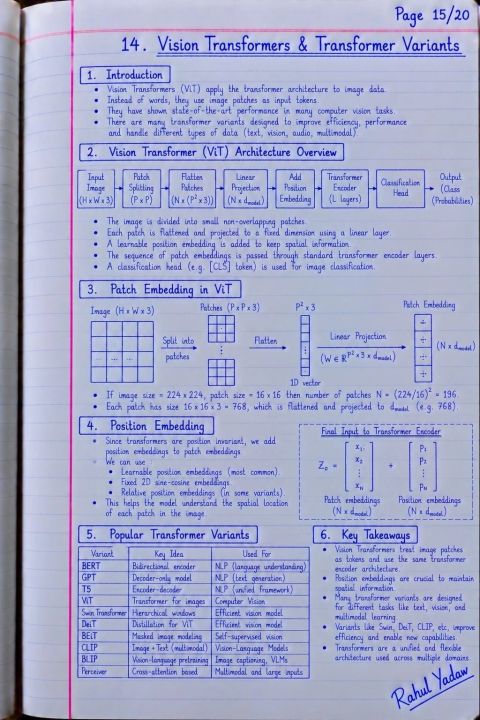 Page 15/20
14. Vision Transformers & Transformer Variants
1. Introduction
• Vision Transformers (ViT) apply the transformer architecture to image data.
• Instead of words, they use image patches as input tokens.
• They have shown state-of-the-art performance in many computer vision tasks.
• There are many transformer variants designed to improve efficiency, performance
and handle different types of data (text, vision, audio, multimodal).
2. Vision Transformer (ViT) Architecture Overview
Input Image (H x W x 3) → Patch Splitting (P x P) → Flatten Patches (N x (P² x 3)) → Linear Projection (N x d_model) → Add Position Embedding → Transformer Encoder (L layers) → Classification Head → Output (Class Probabilities)
• The image is divided into small non-overlapping patches.
• Each patch is flattened and projected to a fixed dimension using a linear layer.
• A learnable position embedding is added to keep spatial information.
• The sequence of patch embeddings is passed through standard transformer encoder layers.
• A classification head (e.g. [CLS] token) is used for image classification.
3. Patch Embedding in ViT
Image (H x W x 3)
Split into
patches
Patches (P x P x 3)
Flatten
P² x 3
1D vector
Linear Projection
(W ∈ ℝ^P² x 3 x d_model)
Patch Embedding
(N x d_model)
• If image size = 224 x 224, patch size = 16 x 16 then number of patches N = (224/16)² = 196.
• Each patch has size 16 x 16 x 3 = 768, which is flattened and projected to d_model (e.g. 768).
4. Position Embedding
• Since transformers are position invariant, we add
position embeddings to patch embeddings.
• We can use
• Learnable position embeddings (most common).
• Fixed 2D sine-cosine embeddings
• Relative position embeddings (in some variants).
• This helps the model understand the spatial location
of each patch in the image.
Final Input to Transformer Encoder
Z₀ = [x₁ x₂ ⋮ x_N] + [p₁ p₂ ⋮ p_N]
Patch embeddings Position embeddings
(N x d_model) (N x d_model)
5. Popular Transformer Variants
Variant Key Idea Used For
BERT Bidirectional encoder NLP (language understanding)
GPT Decoder-only model NLP (text generation)
T5 Encoder-decoder NLP (unified framework)
ViT Transformer for images Computer Vision
Swin Transformer Hierarchical windows Efficient vision model
DeiT Distillation for ViT Efficient vision model
BEiT Masked image modeling Self-supervised vision
CLIP Image + Text (multimodal) Vision-Language Models
BLIP Vision-language pretraining Image captioning, VLMs
Perceiver Cross-attention based Multimodal and large inputs
6. Key Takeaways
• Vision Transformers treat image patches
as tokens and use the same transformer
encoder architecture.
• Position embeddings are crucial to maintain
spatial information.
• Many transformer variants are designed
for different tasks like text, vision, and
multimodal learning.
• Variants like Swin, DeiT, CLIP, etc, improve
efficiency and enable new capabilities.
• Transformers are a unified and flexible
architecture used across multiple domains.
Rahul Yadav